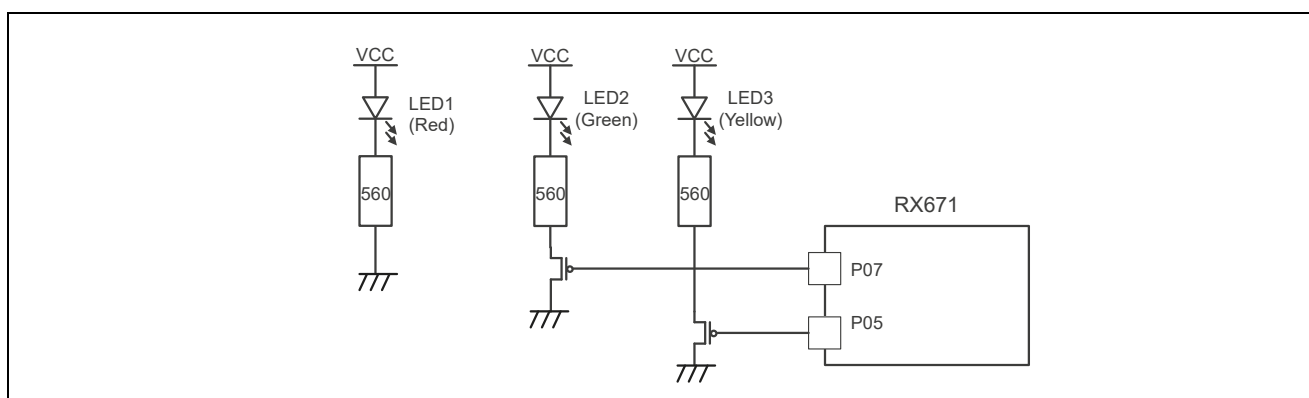 VCC
LED1
(Red)
560
VCC
LED2
(Green)
560
VCC
LED3
(Yellow)
560
RX671
P07
P05